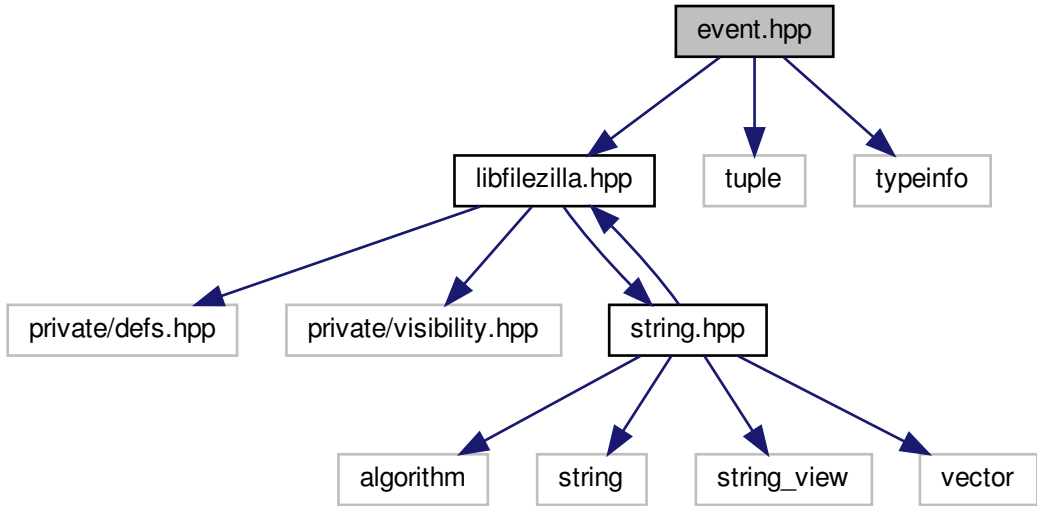 event.hpp
libfilezilla.hpp
tuple
typeinfo
private/defs.hpp
private/visibility.hpp
string.hpp
algorithm
string
string_view
vector